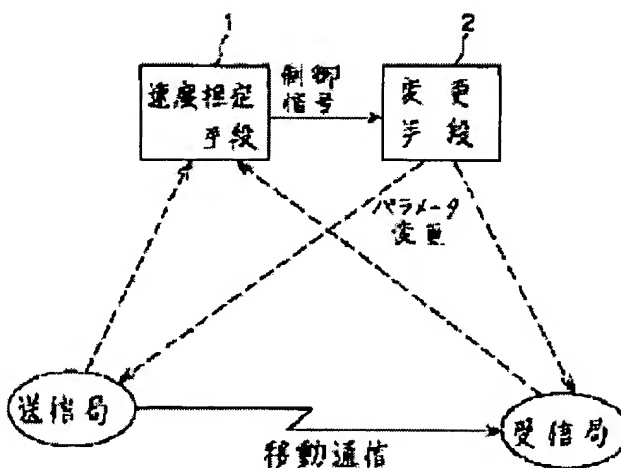 1
2
速度推定
手段
制御
信号
変更
手段
パラメータ
変更
送信局
受信局
移動通信